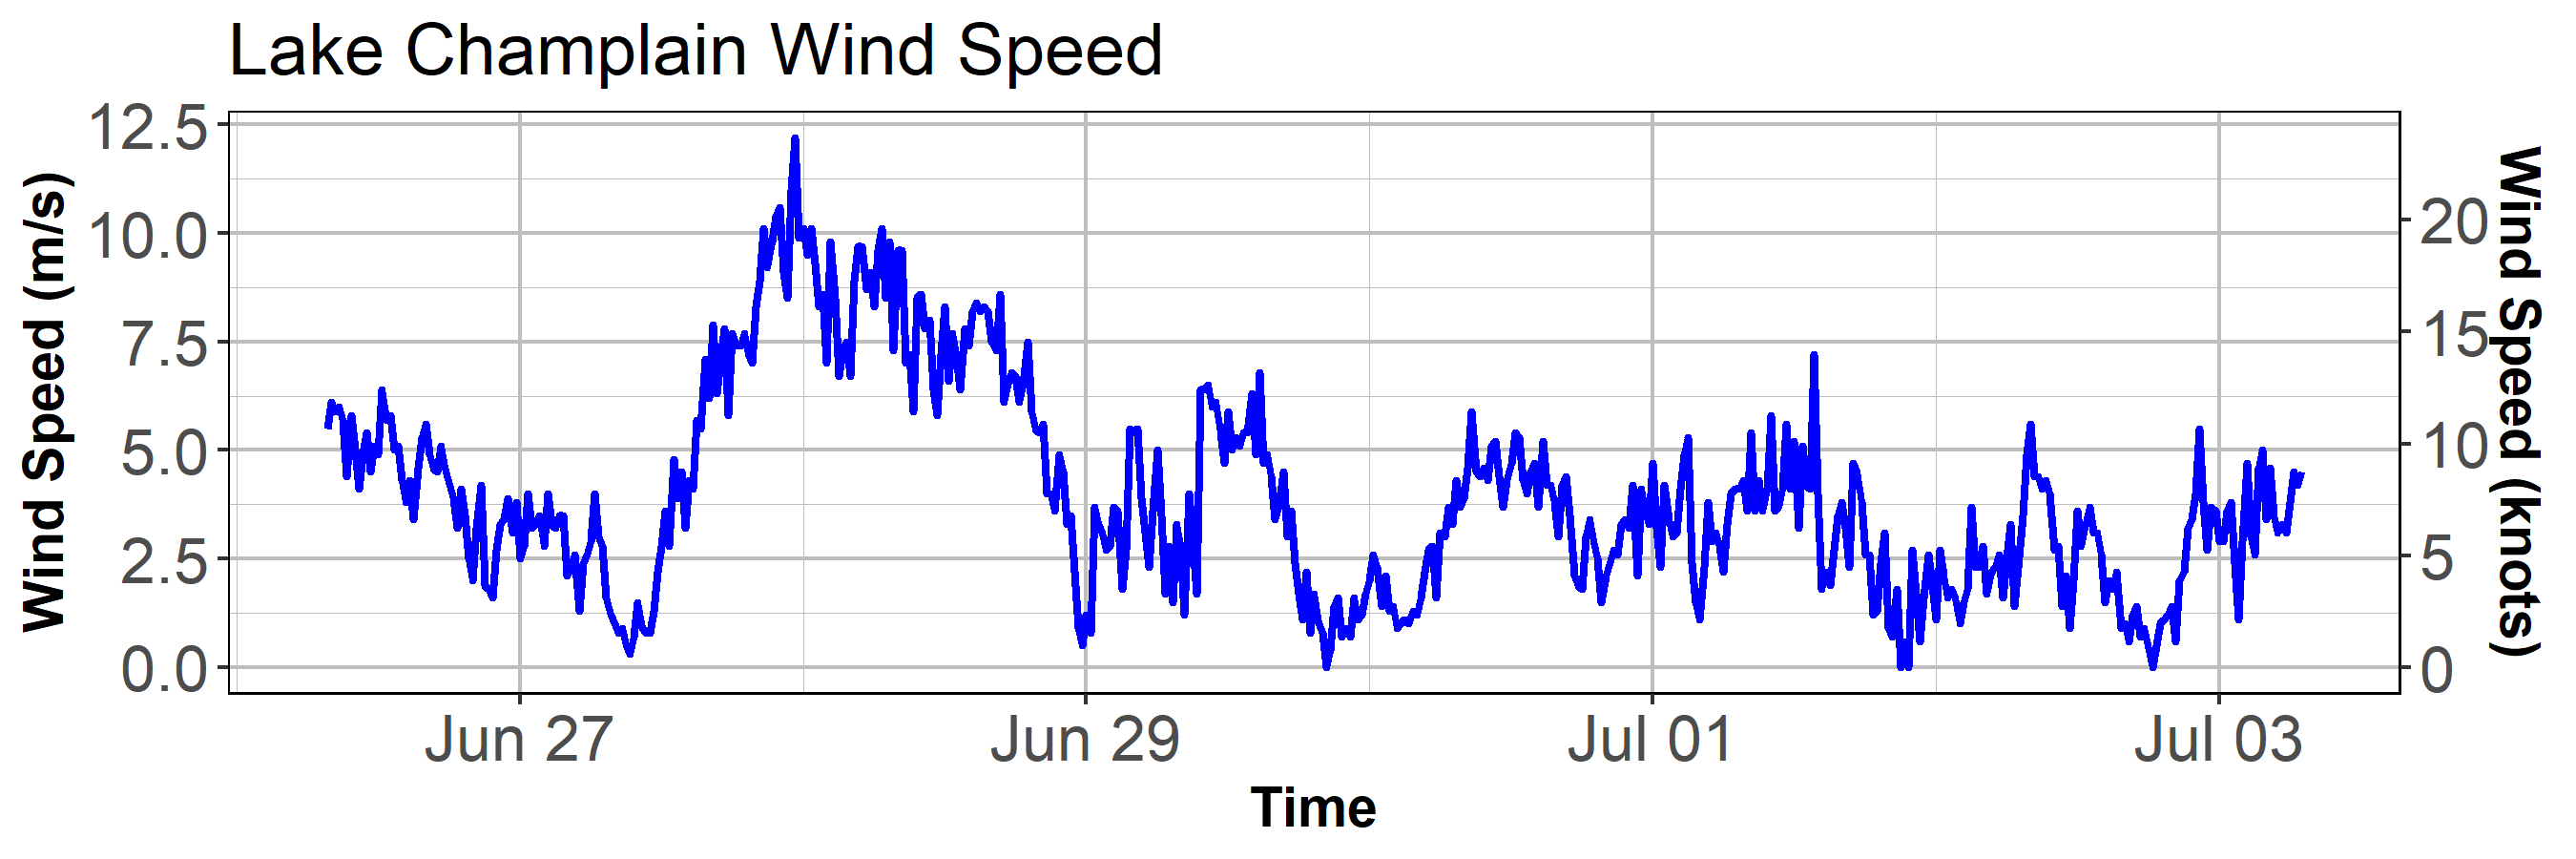 Lake Champlain Wind Speed
12.5
10.0
7.5
5.0
2.5
0.0
Wind Speed (m/s)
20
15
10
5
0
Wind Speed (knots)
Jun 27 Jun 29 Jul 01 Jul 03
Time